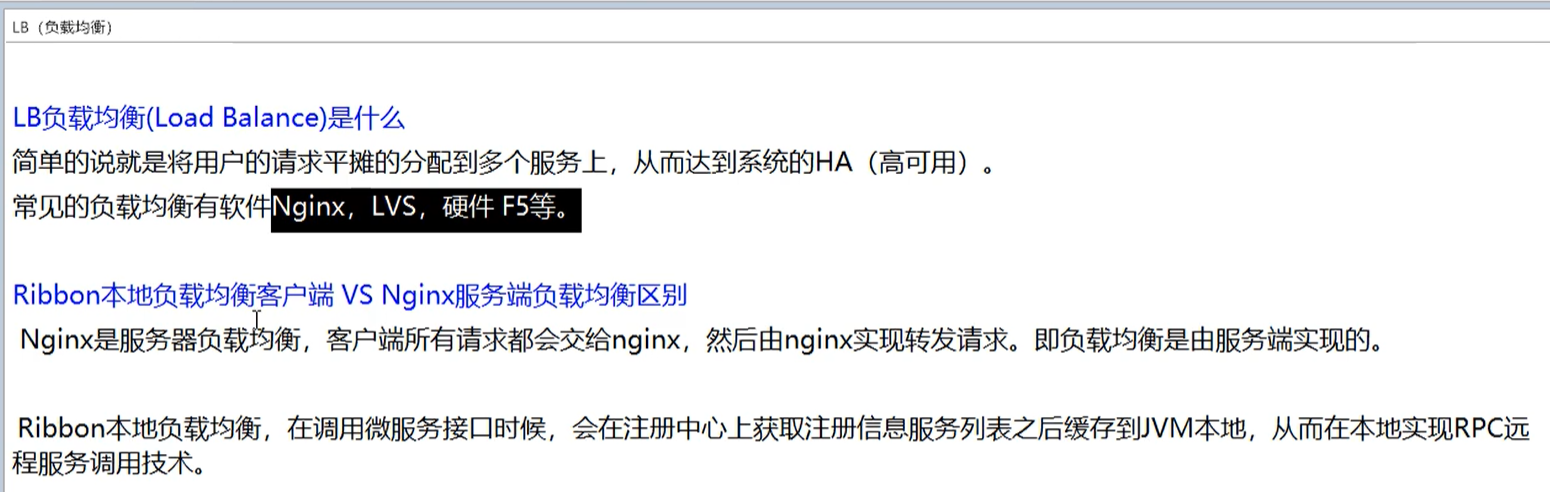 LB（负载均衡）
LB负载均衡(Load Balance)是什么
简单的说就是将用户的请求平摊的分配到多个服务上，从而达到系统的HA（高可用）。
常见的负载均衡有软件Nginx，LVS，硬件 F5等。
Ribbon本地负载均衡客户端 VS Nginx服务端负载均衡区别
Nginx是服务器负载均衡，客户端所有请求都会交给nginx，然后由nginx实现转发请求。即负载均衡是由服务端实现的。
Ribbon本地负载均衡，在调用微服务接口时候，会在注册中心上获取注册信息服务列表之后缓存到JVM本地，从而在本地实现RPC远
程服务调用技术。